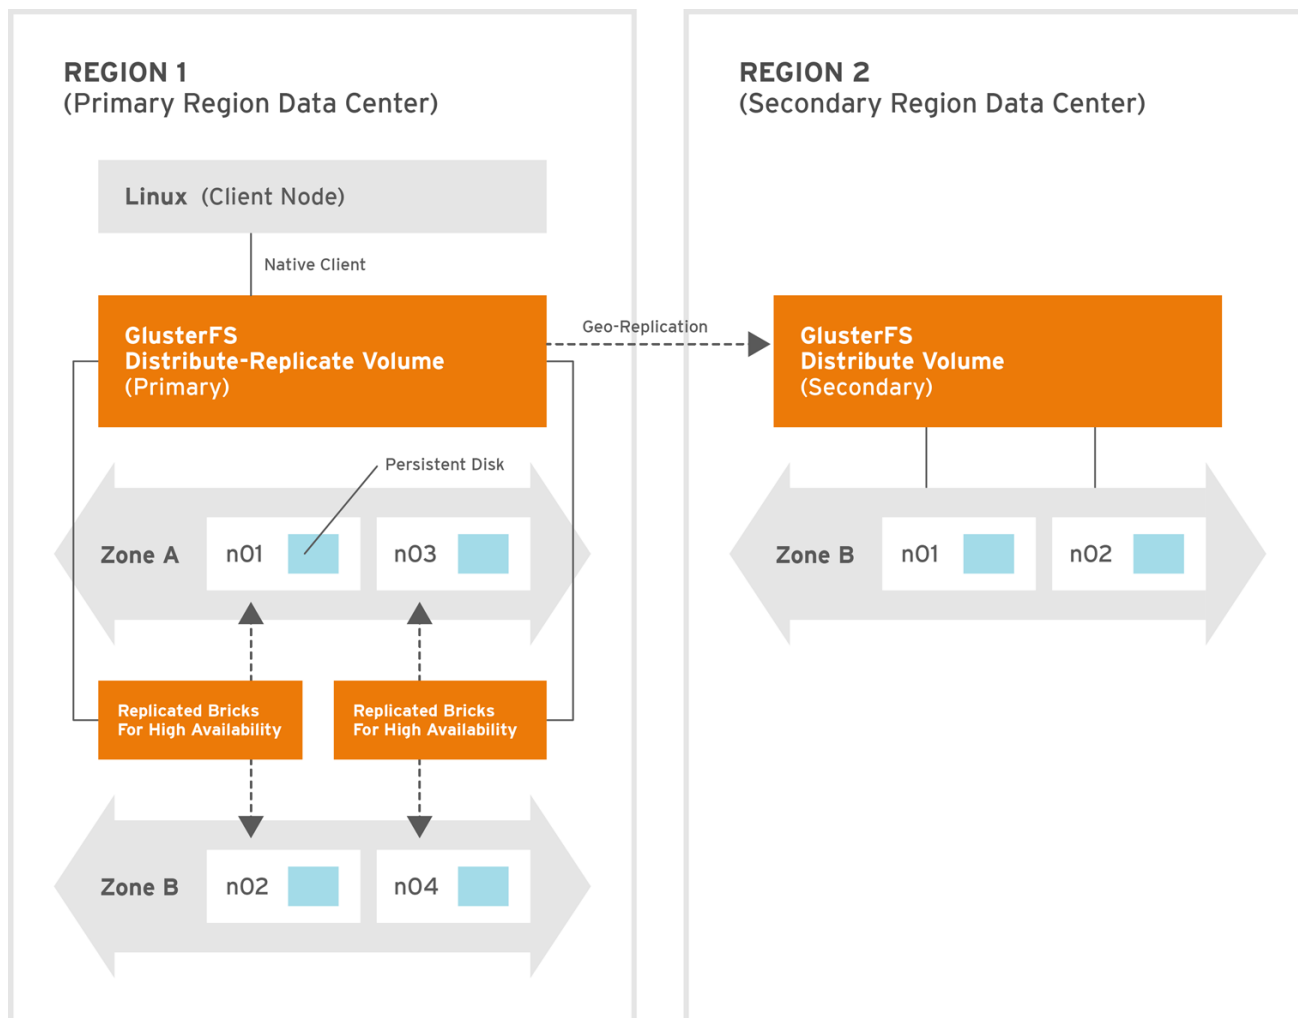 REGION 1
(Primary Region Data Center)
Linux (Client Node)
Native Client
GlusterFS
Distribute-Replicate Volume
(Primary)
Geo-Replication
Persistent Disk
Zone A
n01
n03
Replicated Bricks
For High Availability
Replicated Bricks
For High Availability
Zone B
n02
n04
REGION 2
(Secondary Region Data Center)
GlusterFS
Distribute Volume
(Secondary)
Zone B
n01
n02